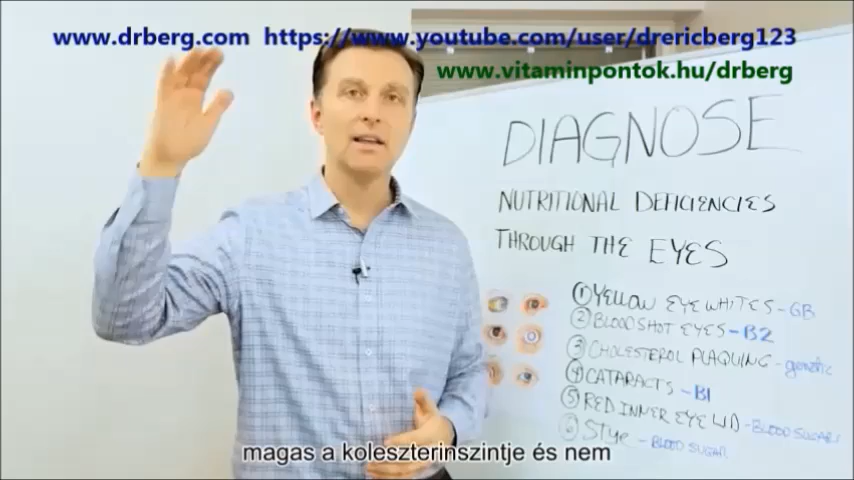 www.drberg.com https://www.youtube.com/user/drericberg123
www.vitaminpontok.hu/drberg
DIAGNOSE
NUTRITIONAL DEFICIENCIES
THROUGH THE EYES
① YELLOW EYE WHITES - GB
② BLOOD SHOT EYES - B2
③ CHOLESTEROL PLAQUING - genetic
④ CATARACTS - B1
⑤ RED INNER EYE LID - BLOOD SUGAR
⑥ STYE - BLOOD SUGAR
magas a koleszterinszintje és nem